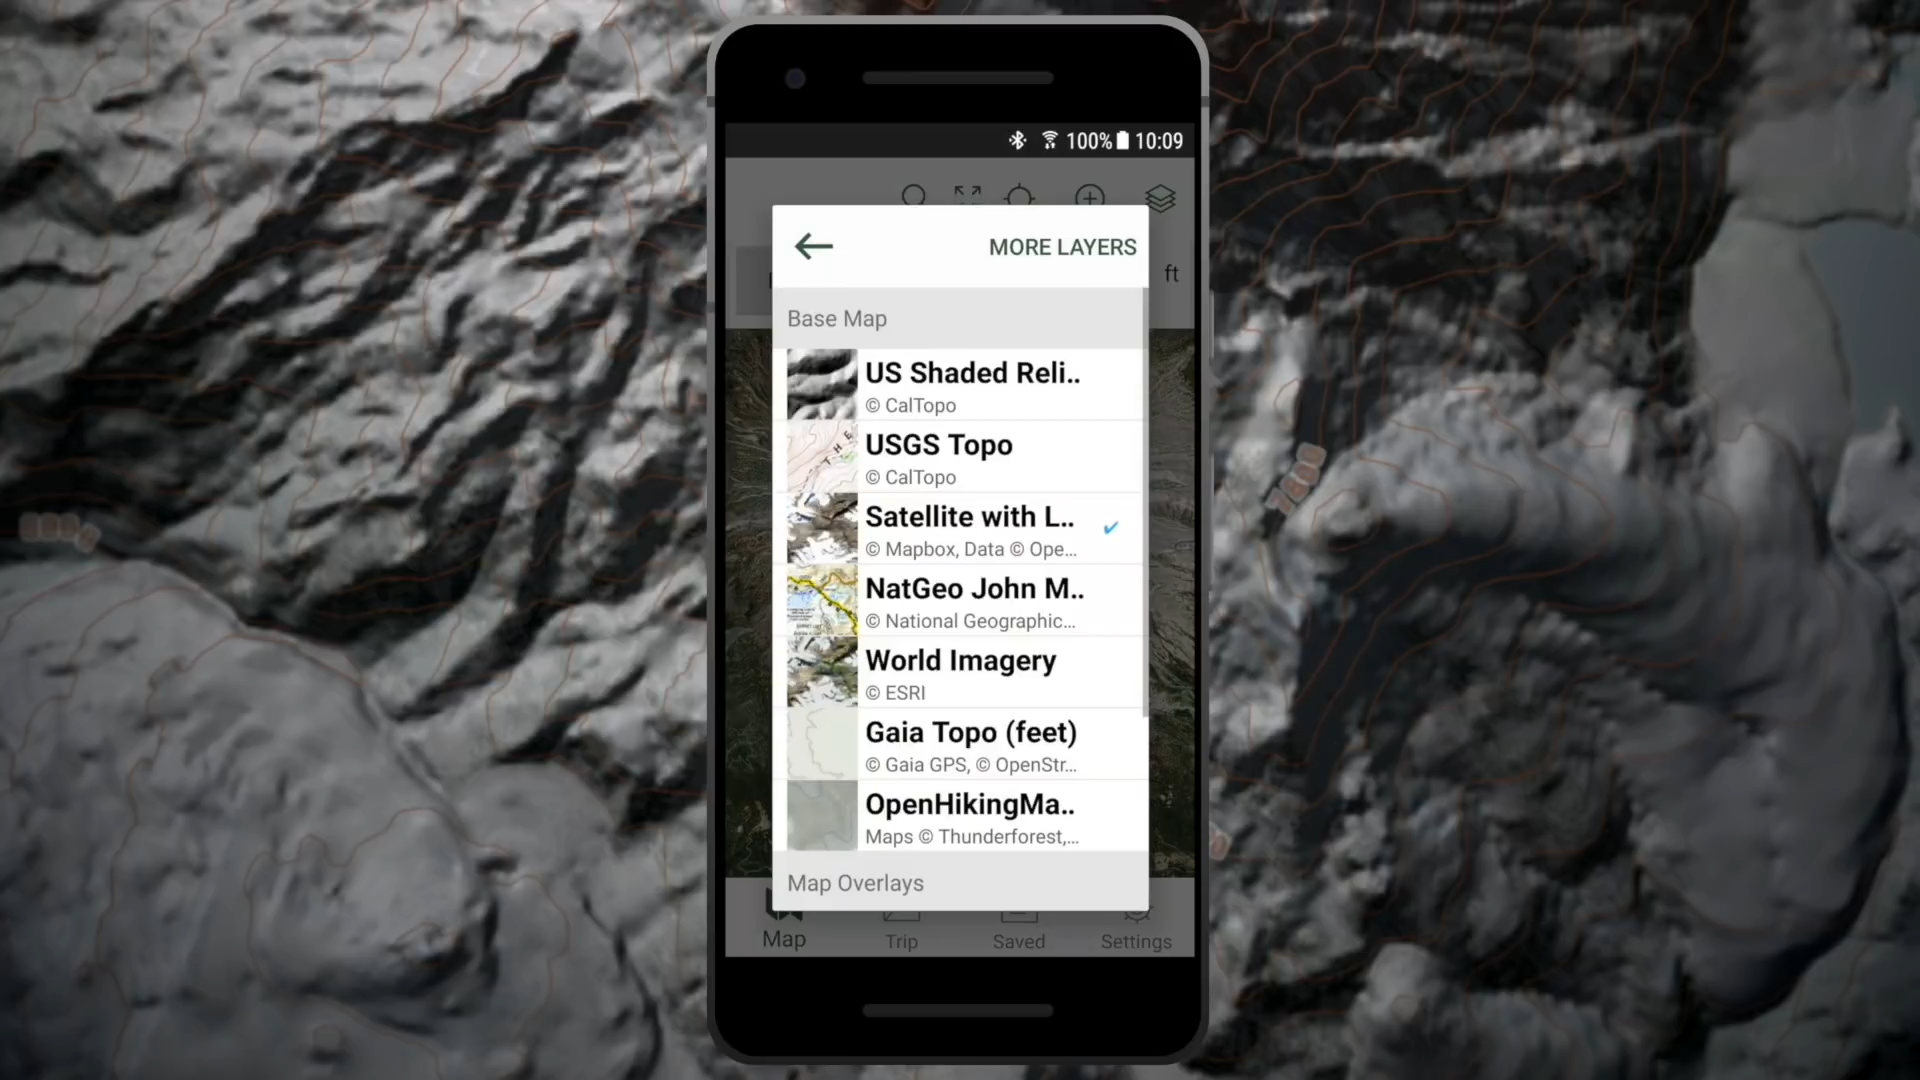 100% 10:09
MORE LAYERS
ft
Base Map
US Shaded Reli..
© CalTopo
USGS Topo
© CalTopo
Satellite with L..
© Mapbox, Data © Ope...
NatGeo John M..
© National Geographic...
World Imagery
© ESRI
Gaia Topo (feet)
© Gaia GPS, © OpenStr...
OpenHikingMa..
Maps © Thunderforest,...
Map Overlays
Map
Trip
Saved
Settings